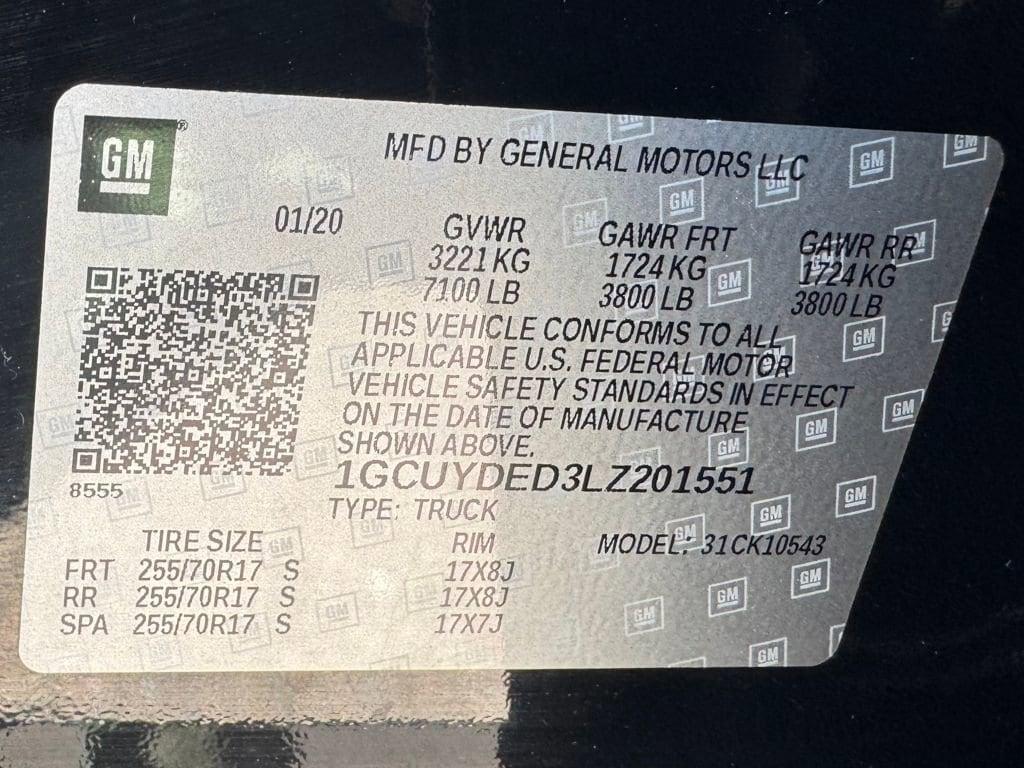 GM®
MFD BY GENERAL MOTORS LLC
01/20
GVWR GAWR FRT GAWR RR
3221 KG 1724 KG 1724 KG
7100 LB 3800 LB 3800 LB
THIS VEHICLE CONFORMS TO ALL
APPLICABLE U.S. FEDERAL MOTOR
VEHICLE SAFETY STANDARDS IN EFFECT
ON THE DATE OF MANUFACTURE
SHOWN ABOVE.
1GCUYDED3LZ201551
8555
TYPE: TRUCK
TIRE SIZE RIM MODEL: 31CK10543
FRT 255/70R17 S 17X8J
RR 255/70R17 S 17X8J
SPA 255/70R17 S 17X7J